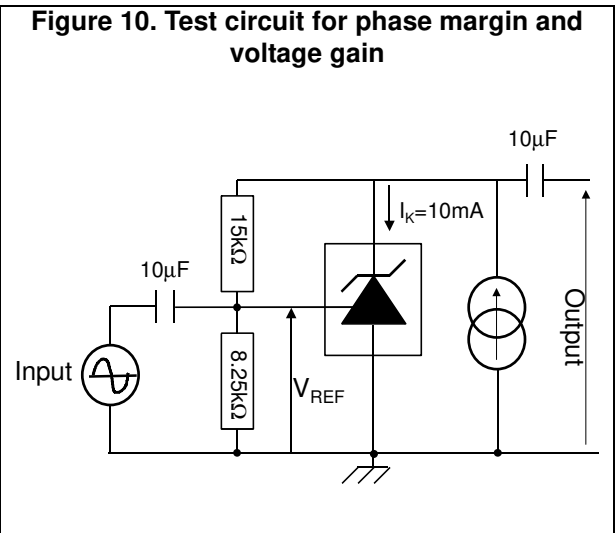 Figure 10. Test circuit for phase margin and
voltage gain
10µF
I_K=10mA
15kΩ
10µF
Output
Input
8.25kΩ
V_REF